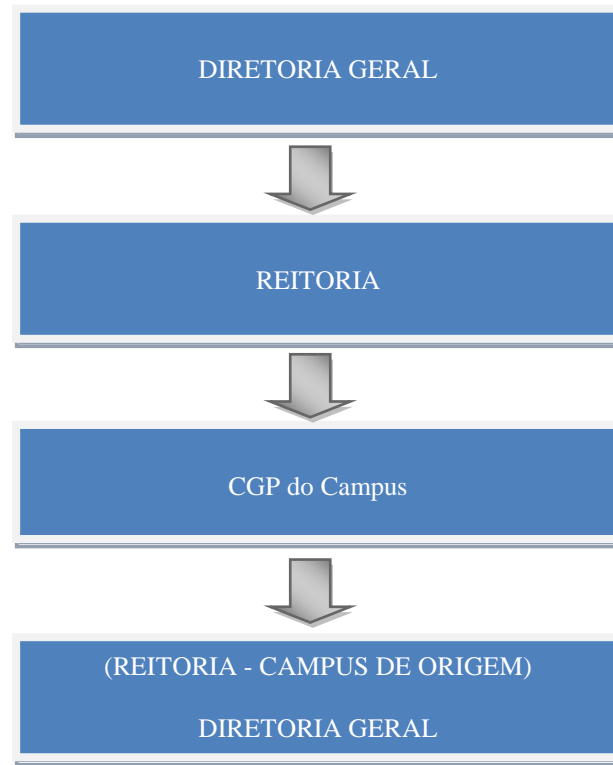 DIRETORIA GERAL
REITORIA
CGP do Campus
(REITORIA - CAMPUS DE ORIGEM)
DIRETORIA GERAL